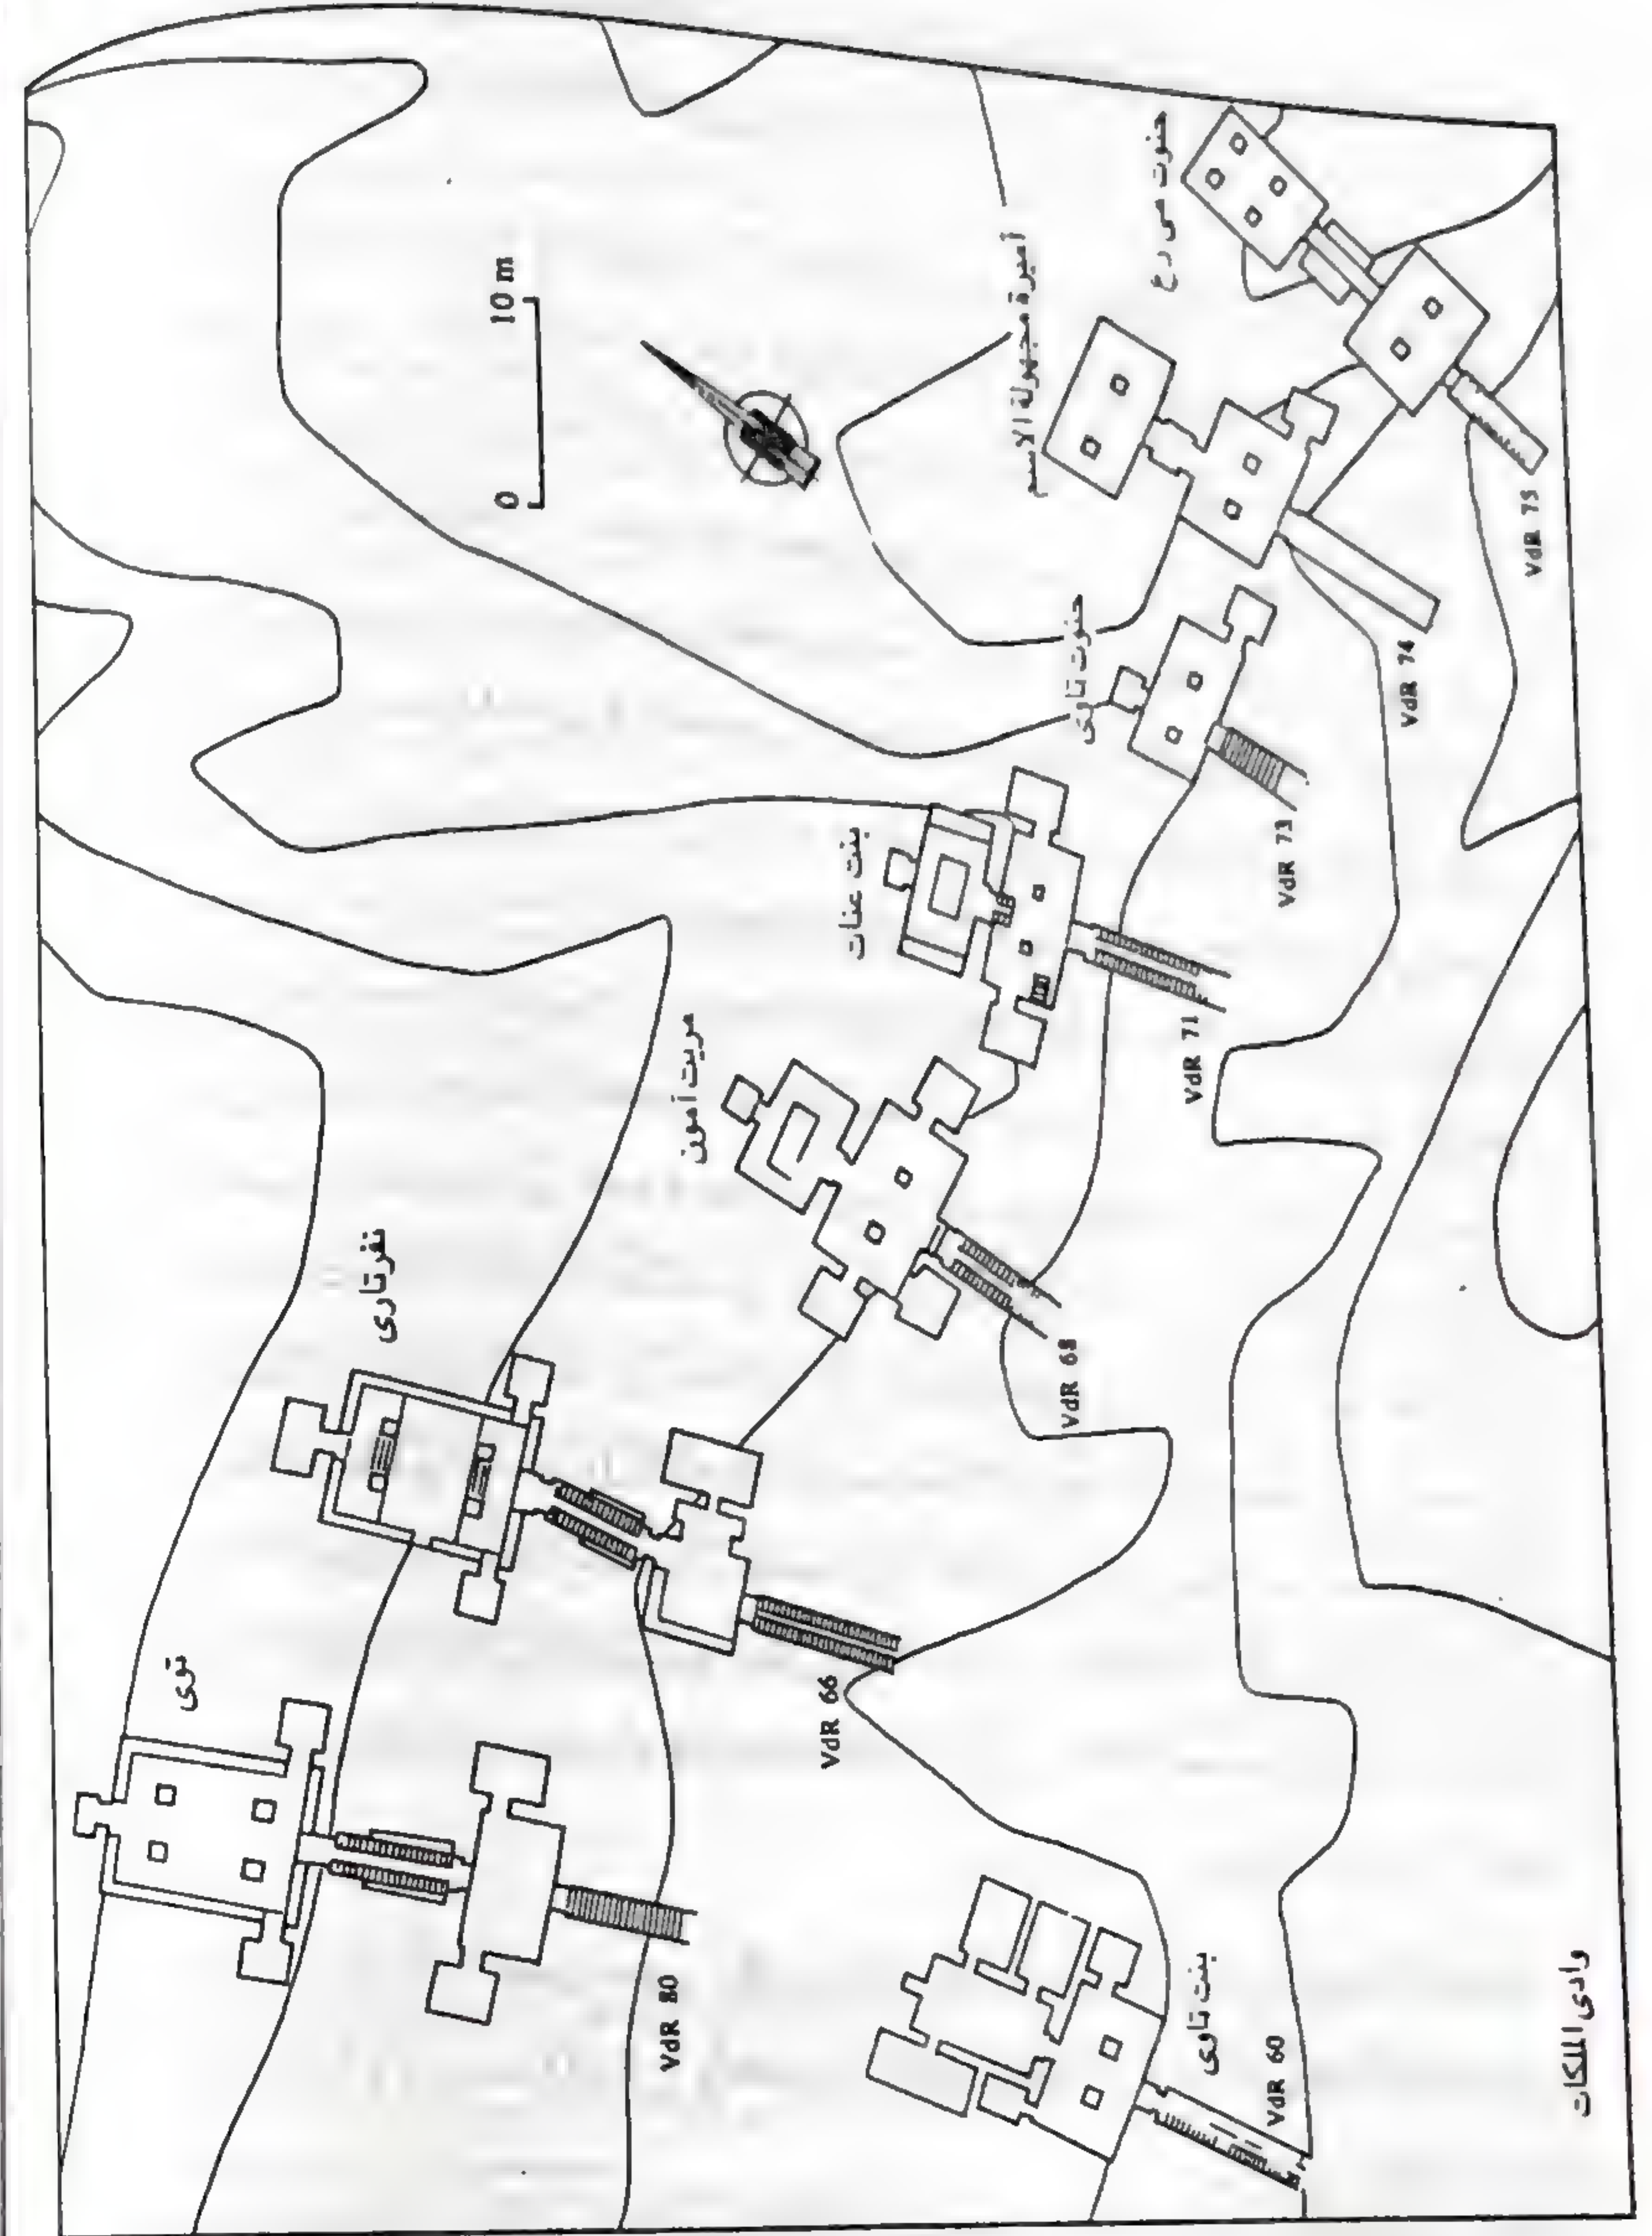 توى
نفرتارى
مريت آمون
بنت عنات
حنوت تاوى
أميرة مجهولة الاسم
حنوت مى رع
0 10 m
VdR 80
VdR 66
VdR 68
VdR 71
VdR 73
VdR 74
VdR 75
بنت تاوى
VdR 60
وادى الملكات